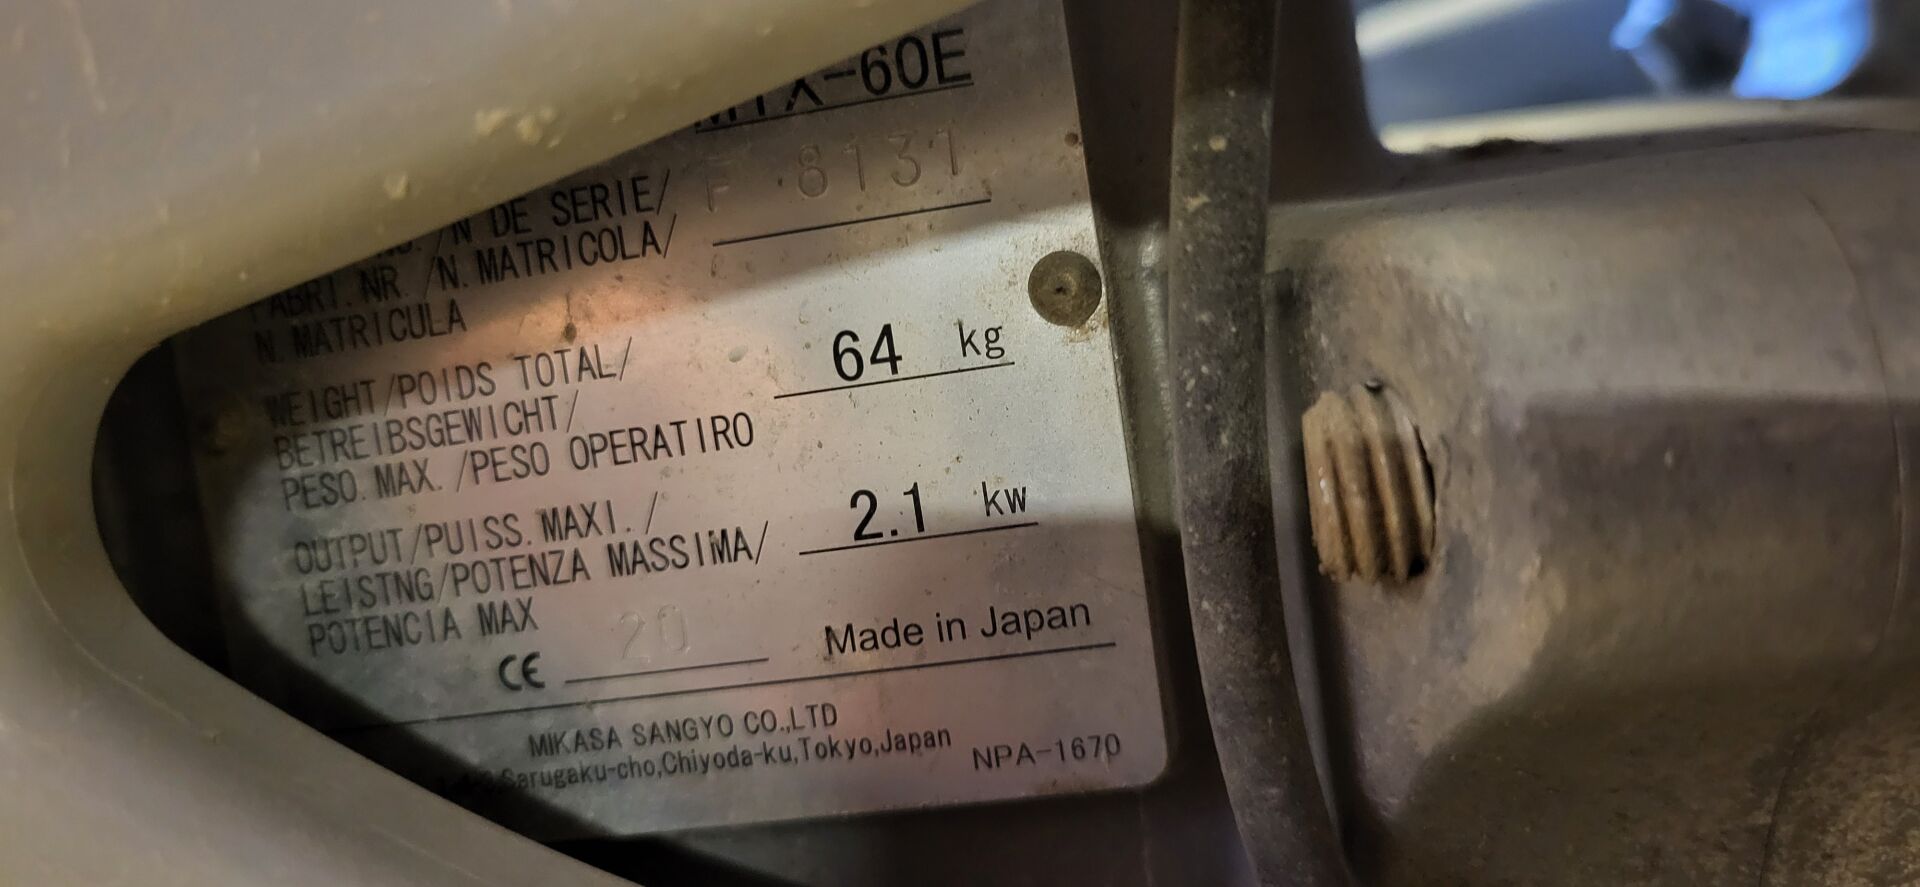 MTX-60E
/N DE SERIE/ F 8131
FABRI. NR. /N. MATRICOLA/
N. MATRICULA
WEIGHT/POIDS TOTAL/ 64 kg
BETREIBSGEWICHT/
PESO. MAX. /PESO OPERATIRO
OUTPUT/PUISS. MAXI. / 2.1 kw
LEISTNG/POTENZA MASSIMA/
POTENCIA MAX
CE 20 Made in Japan
MIKASA SANGYO CO.,LTD
Sarugaku-cho,Chiyoda-ku,Tokyo,Japan NPA-1670